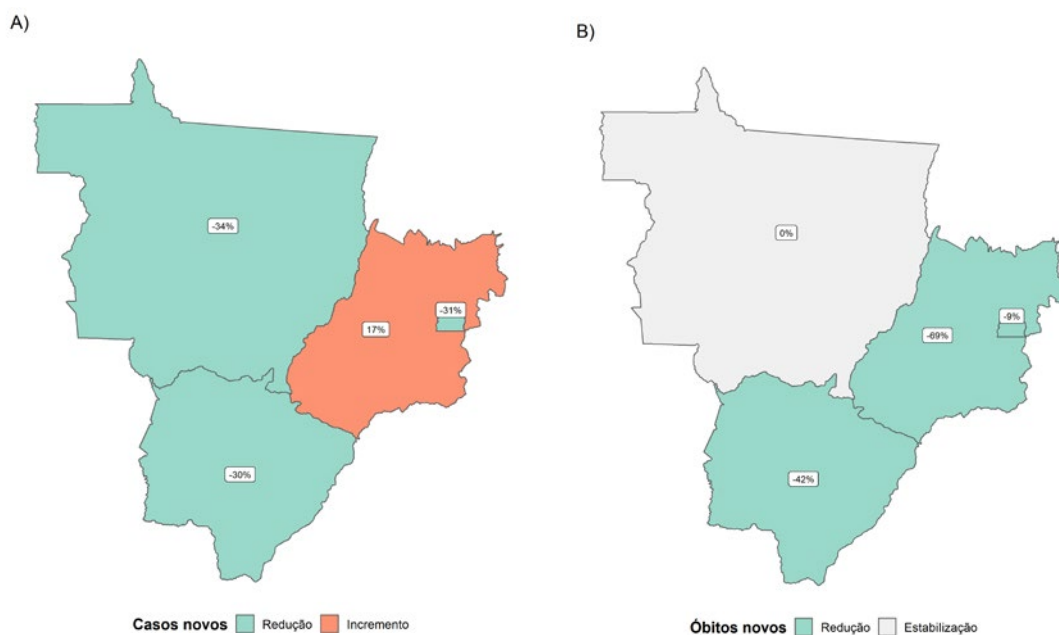 A)
-34%
-31%
17%
-30%
Casos novos Redução Incremento
B)
0%
-9%
-69%
-42%
Óbitos novos Redução Estabilização